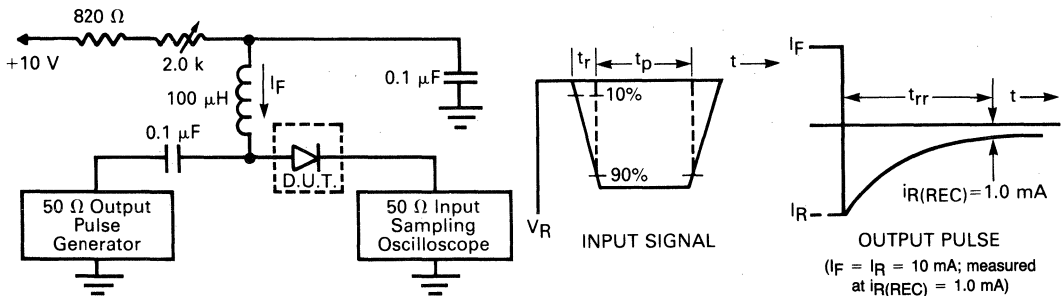 820 Ω
+10 V
2.0 k
100 μH
I_F
0.1 μF
0.1 μF
D.U.T.
50 Ω Output
Pulse
Generator
50 Ω Input
Sampling
Oscilloscope
t_r
t_p
t
10%
90%
V_R
INPUT SIGNAL
I_F
t_rr
t
I_R
i_R(REC) = 1.0 mA
OUTPUT PULSE
(I_F = I_R = 10 mA; measured
at i_R(REC) = 1.0 mA)